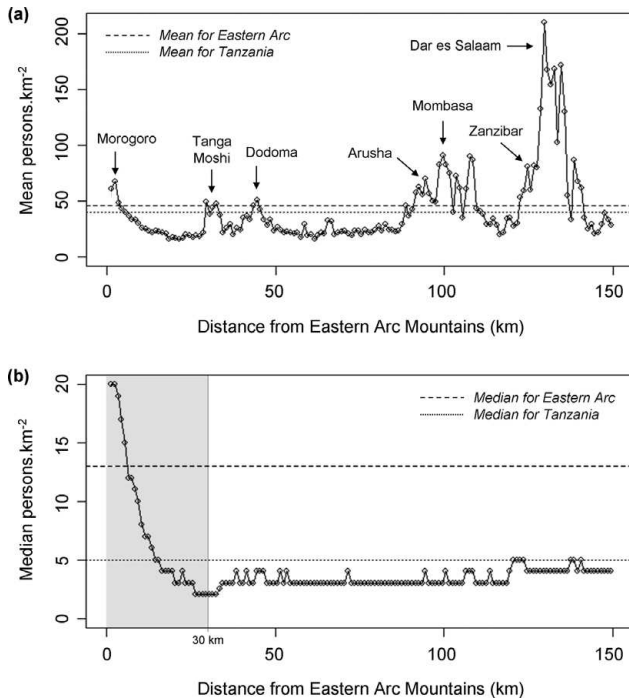 (a)
Mean for Eastern Arc
Mean for Tanzania
Morogoro
Tanga
Moshi
Dodoma
Arusha
Mombasa
Zanzibar
Dar es Salaam
Mean persons.km-2
200
150
100
50
0
0 50 100 150
Distance from Eastern Arc Mountains (km)
(b)
Median for Eastern Arc
Median for Tanzania
Median persons.km-2
20
15
10
5
0
0 30 km 50 100 150
Distance from Eastern Arc Mountains (km)